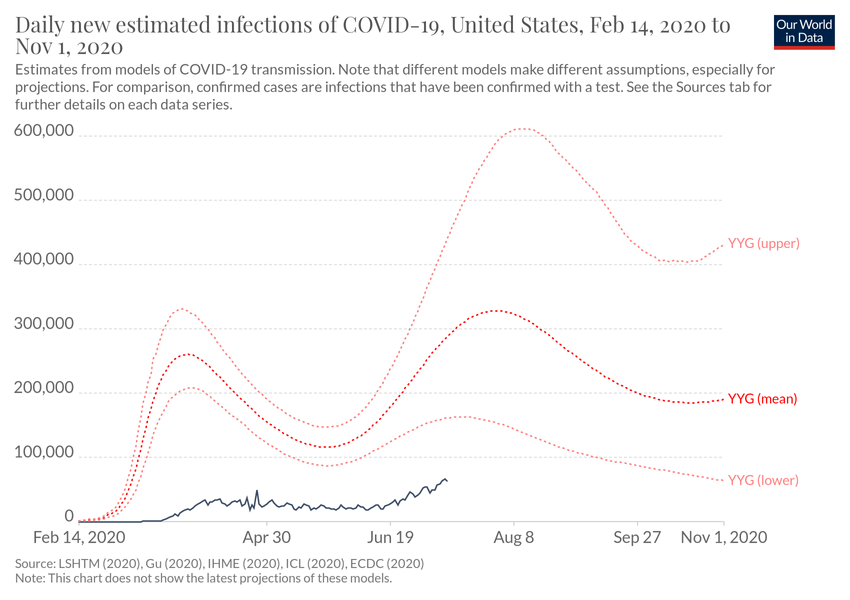 Daily new estimated infections of COVID-19, United States, Feb 14, 2020 to
Nov 1, 2020
Our World
in Data
Estimates from models of COVID-19 transmission. Note that different models make different assumptions, especially for
projections. For comparison, confirmed cases are infections that have been confirmed with a test. See the Sources tab for
further details on each data series.
600,000
500,000
400,000
300,000
200,000
100,000
0
YYG (upper)
YYG (mean)
YYG (lower)
Feb 14, 2020
Apr 30
Jun 19
Aug 8
Sep 27
Nov 1, 2020
Source: LSHTM (2020), Gu (2020), IHME (2020), ICL (2020), ECDC (2020)
Note: This chart does not show the latest projections of these models.